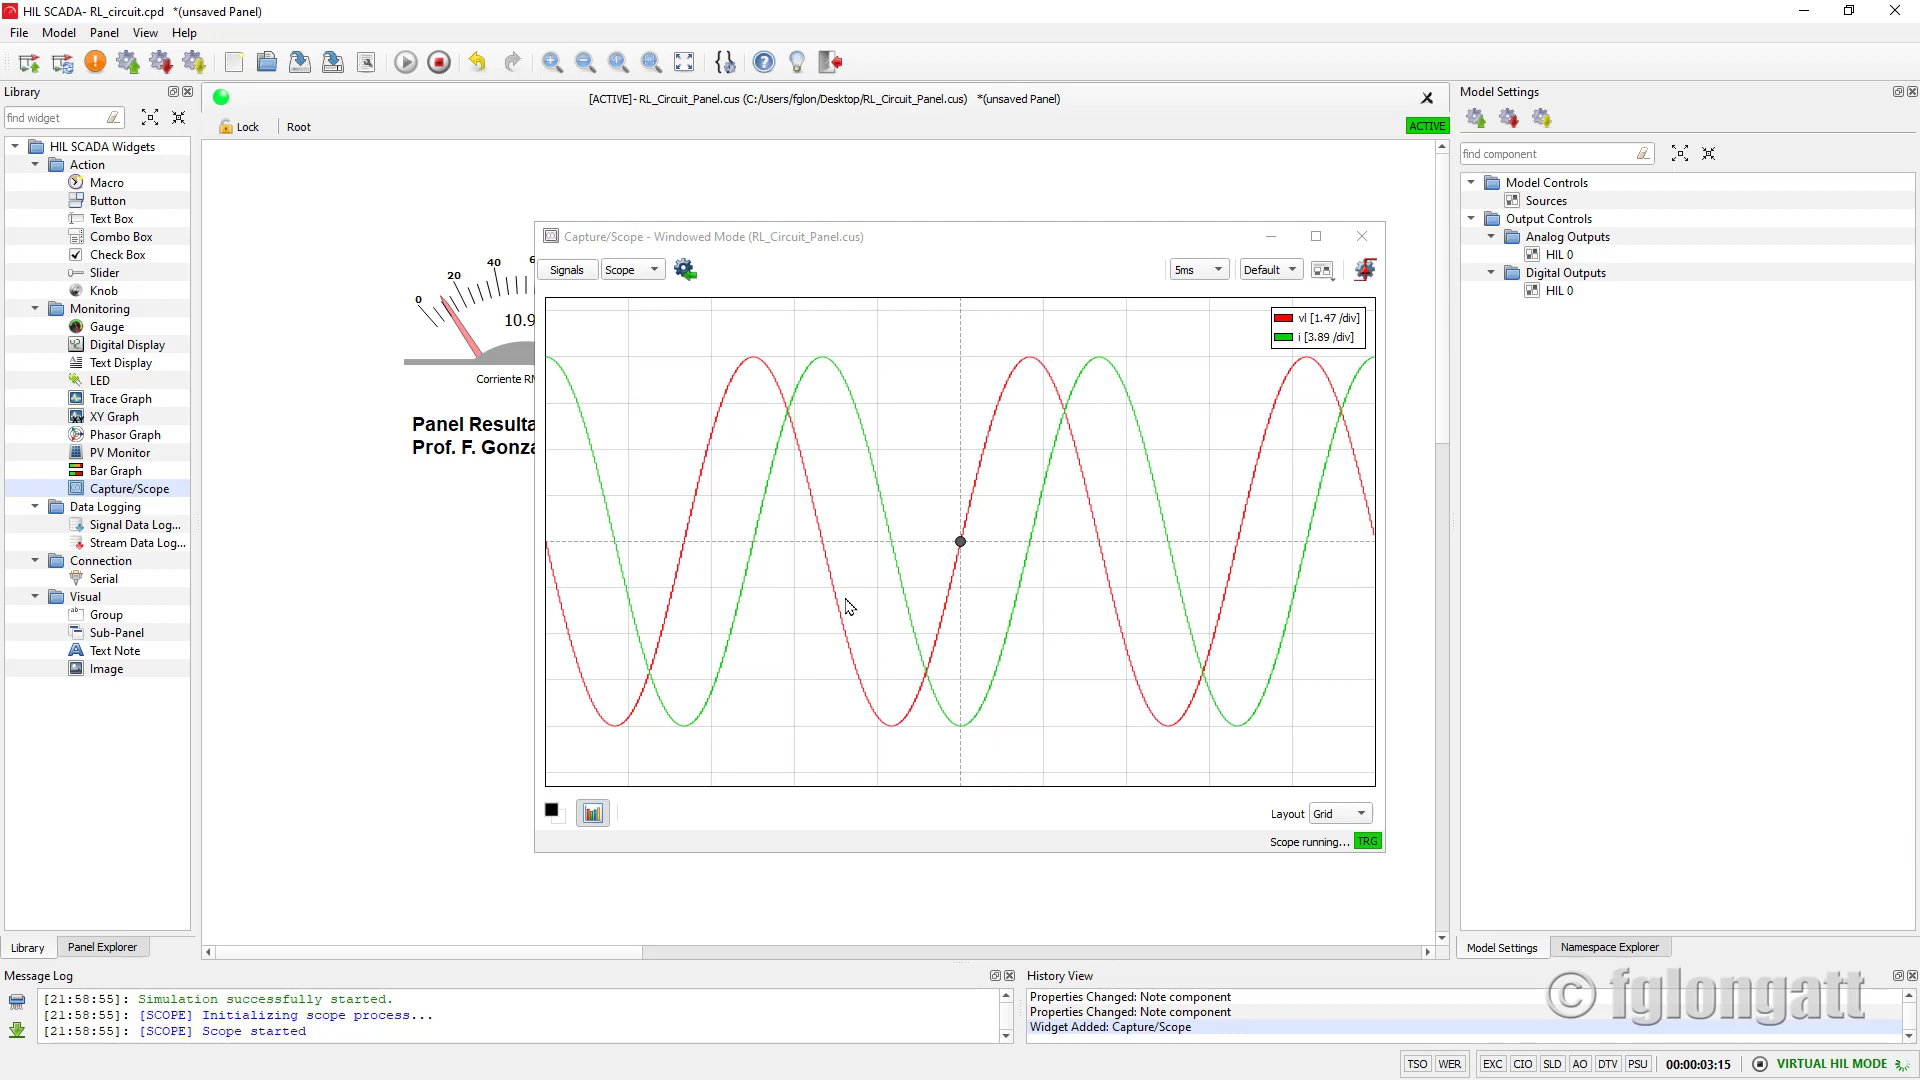 HIL SCADA- RL_circuit.cpd *(unsaved Panel)
File Model Panel View Help
Library
find widget
HIL SCADA Widgets
Action
Macro
Button
Text Box
Combo Box
Check Box
Slider
Knob
Monitoring
Gauge
Digital Display
Text Display
LED
Trace Graph
XY Graph
Phasor Graph
PV Monitor
Bar Graph
Capture/Scope
Data Logging
Signal Data Log...
Stream Data Log...
Connection
Serial
Visual
Group
Sub-Panel
Text Note
Image
Library Panel Explorer
[ACTIVE]- RL_Circuit_Panel.cus (C:/Users/fglon/Desktop/RL_Circuit_Panel.cus) *(unsaved Panel)
Lock Root
ACTIVE
0 20 40
10.9
Corriente RM
Panel Resulta
Prof. F. Gonza
Capture/Scope - Windowed Mode (RL_Circuit_Panel.cus)
Signals Scope 5ms Default
vl [1.47 /div]
i [3.89 /div]
Layout Grid
Scope running... TRG
Model Settings
find component
Model Controls
Sources
Output Controls
Analog Outputs
HIL 0
Digital Outputs
HIL 0
Model Settings Namespace Explorer
Message Log
[21:58:55]: Simulation successfully started.
[21:58:55]: [SCOPE] Initializing scope process...
[21:58:55]: [SCOPE] Scope started
History View
Properties Changed: Note component
Properties Changed: Note component
Widget Added: Capture/Scope
© fglongatt
TSO WER EXC CIO SLD AO DTV PSU 00:00:03:15 VIRTUAL HIL MODE